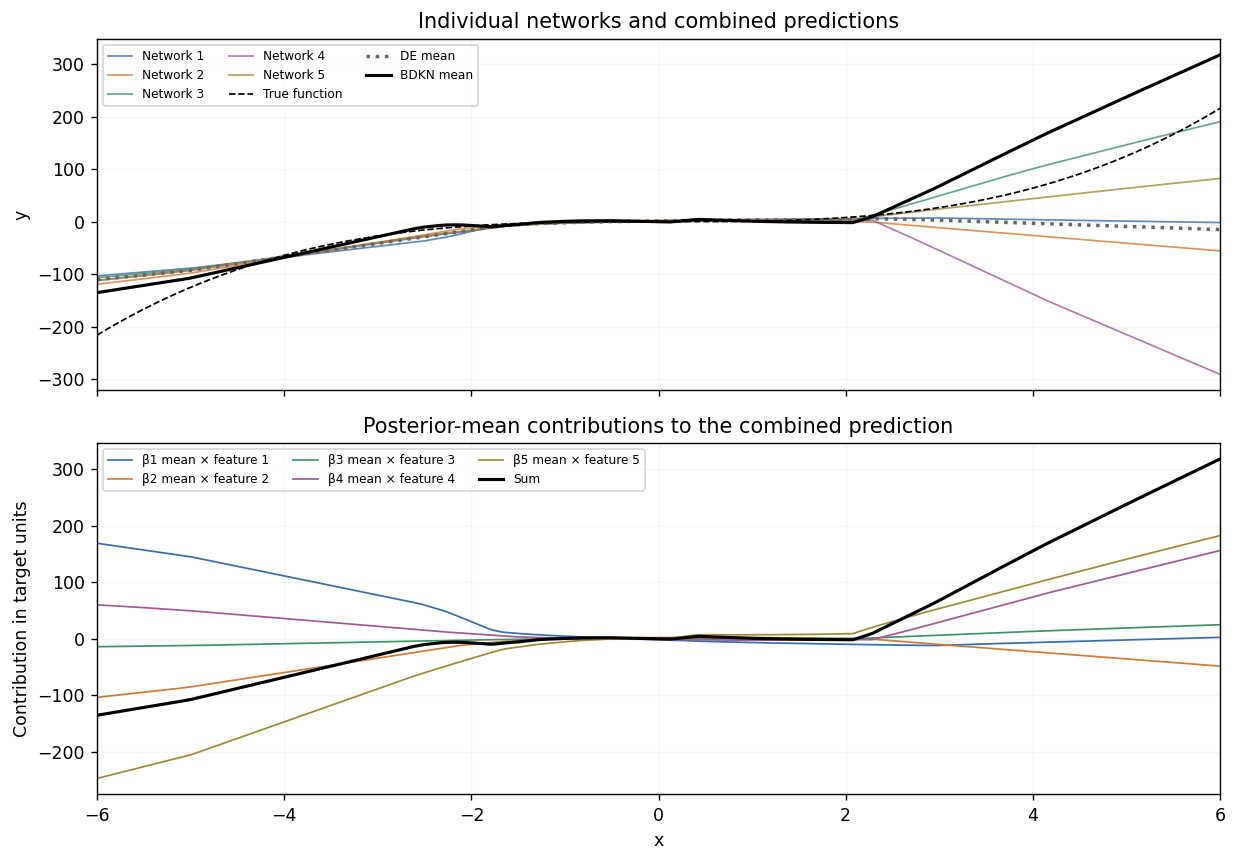 Individual networks and combined predictions
Network 1
Network 2
Network 3
Network 4
Network 5
True function
DE mean
BDKN mean
y
300
200
100
0
−100
−200
−300
Posterior-mean contributions to the combined prediction
β1 mean × feature 1
β2 mean × feature 2
β3 mean × feature 3
β4 mean × feature 4
β5 mean × feature 5
Sum
Contribution in target units
300
200
100
0
−100
−200
−6
−4
−2
0
2
4
6
x